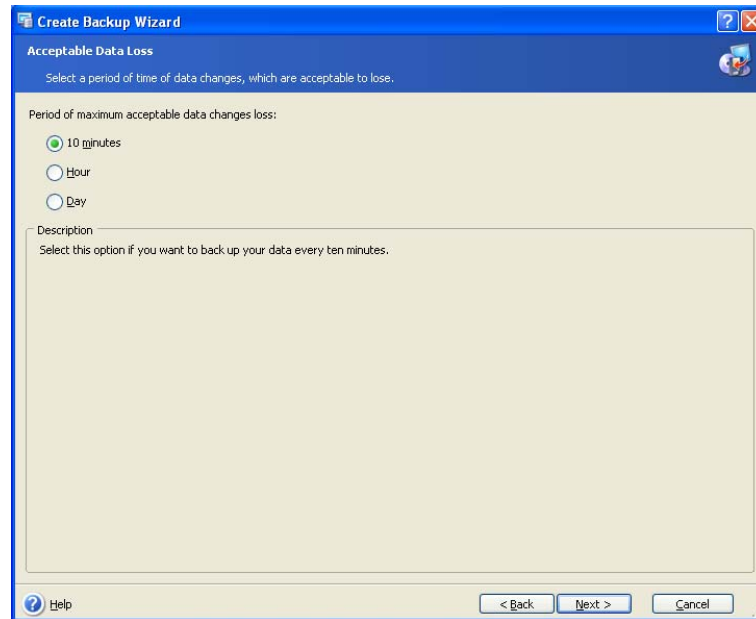 Create Backup Wizard
Acceptable Data Loss
Select a period of time of data changes, which are acceptable to lose.
Period of maximum acceptable data changes loss:
10 minutes
Hour
Day
Description
Select this option if you want to back up your data every ten minutes.
Help
< Back
Next >
Cancel